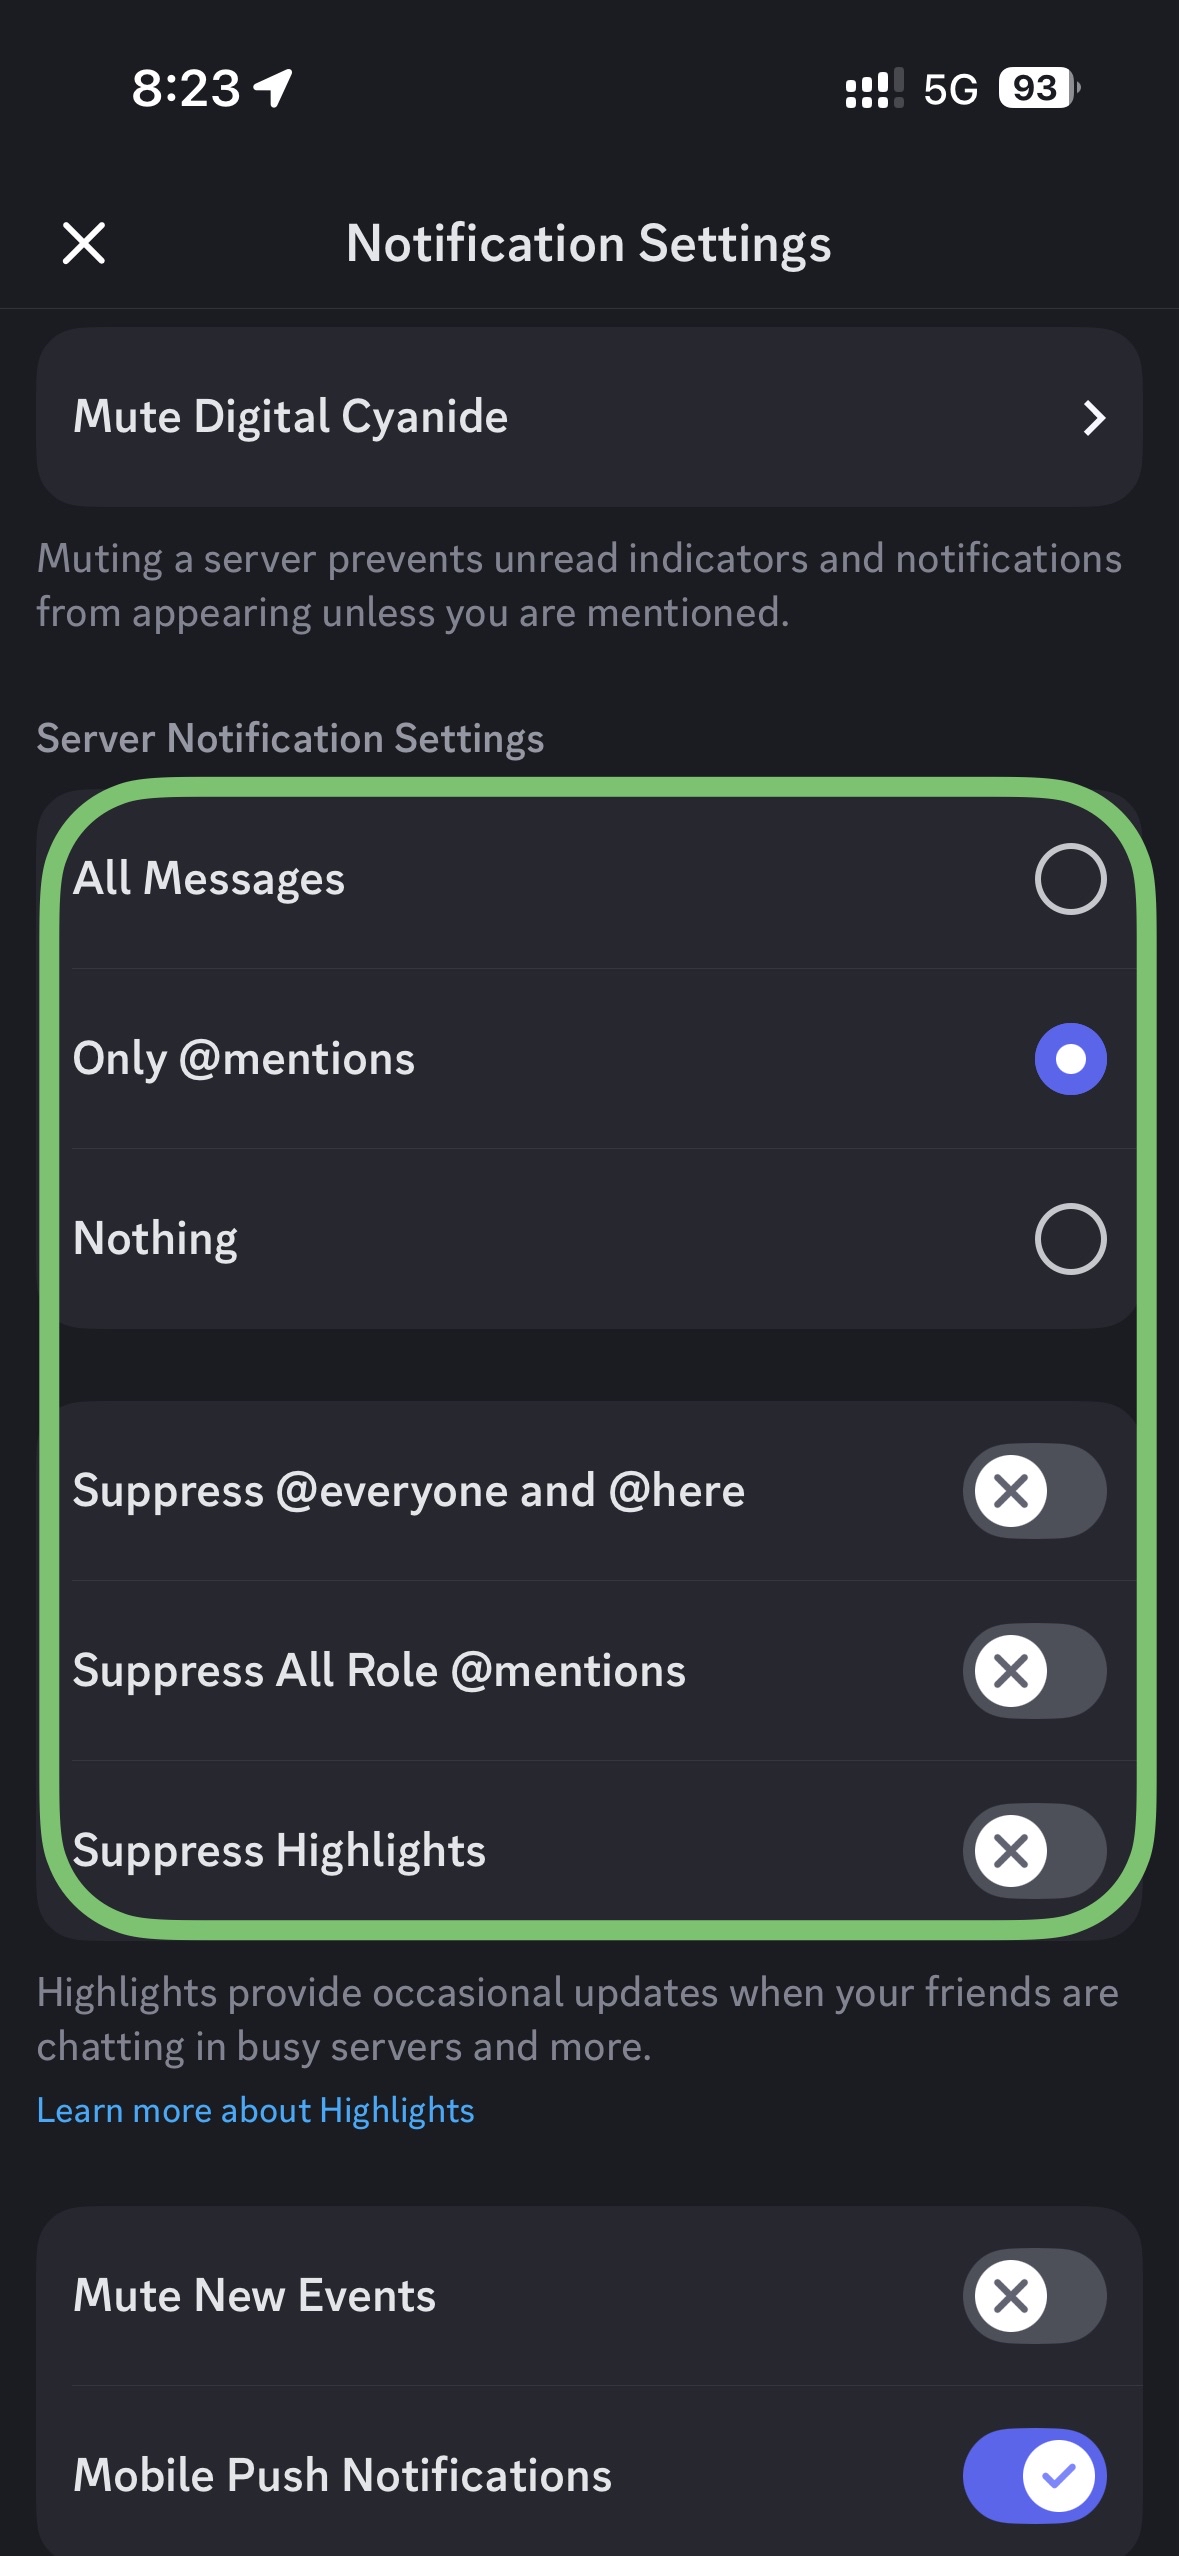 8:23 5G 93
Notification Settings
Mute Digital Cyanide
Muting a server prevents unread indicators and notifications
from appearing unless you are mentioned.
Server Notification Settings
All Messages
Only @mentions
Nothing
Suppress @everyone and @here
Suppress All Role @mentions
Suppress Highlights
Highlights provide occasional updates when your friends are
chatting in busy servers and more.
Learn more about Highlights
Mute New Events
Mobile Push Notifications